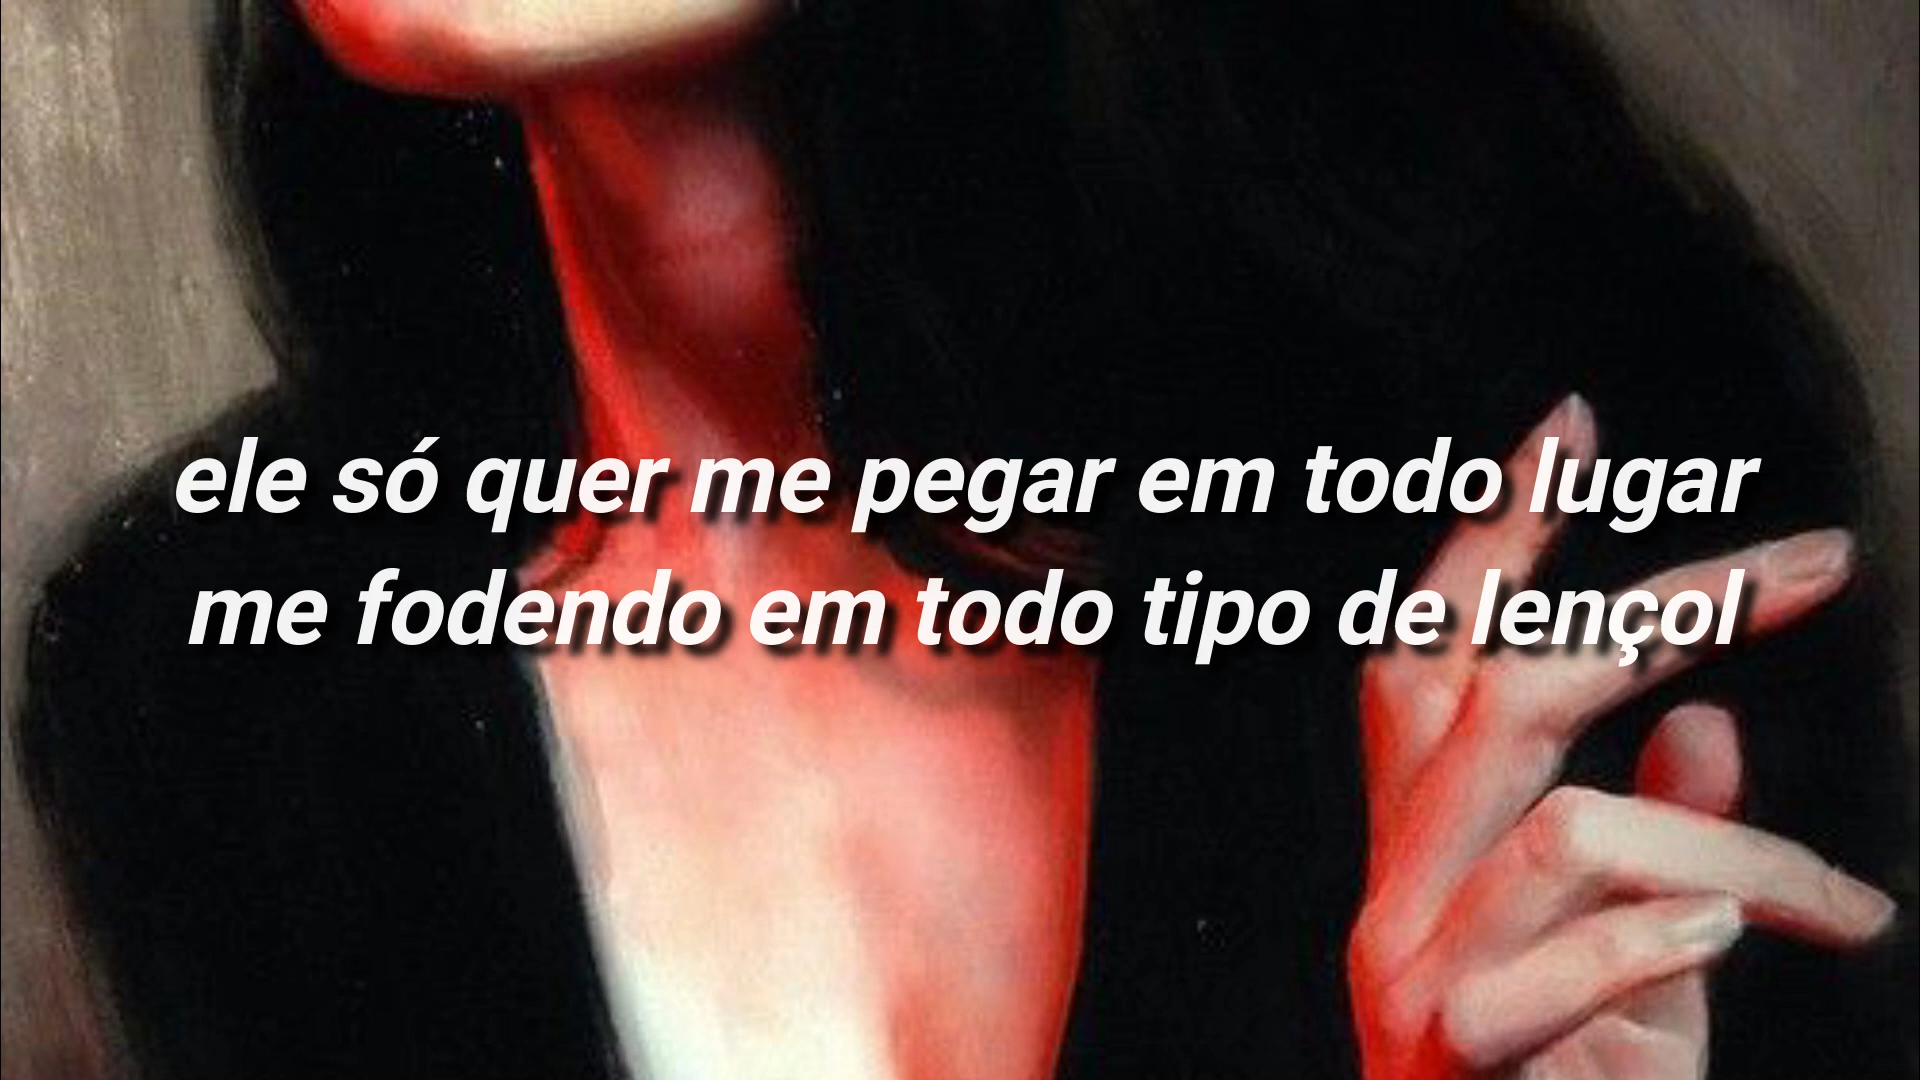 ele só quer me pegar em todo lugar
me fodendo em todo tipo de lençol